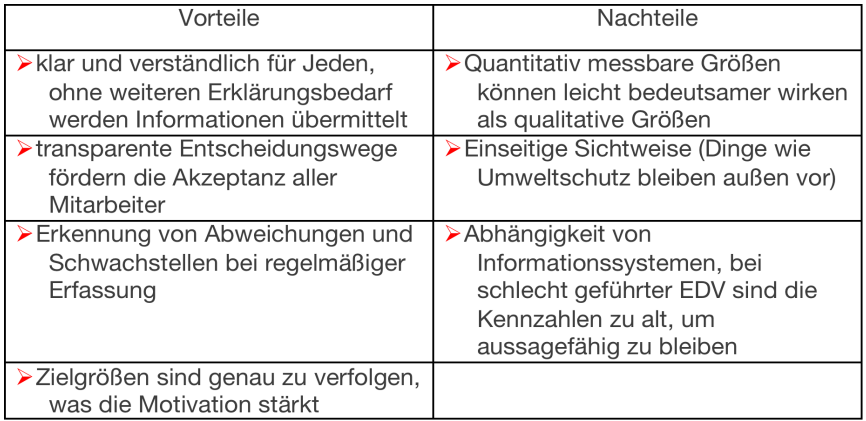 Vorteile
Nachteile
➢klar und verständlich für Jeden,
ohne weiteren Erklärungsbedarf
werden Informationen übermittelt
➢Quantitativ messbare Größen
können leicht bedeutsamer wirken
als qualitative Größen
➢transparente Entscheidungswege
fördern die Akzeptanz aller
Mitarbeiter
➢Einseitige Sichtweise (Dinge wie
Umweltschutz bleiben außen vor)
➢Erkennung von Abweichungen und
Schwachstellen bei regelmäßiger
Erfassung
➢Abhängigkeit von
Informationssystemen, bei
schlecht geführter EDV sind die
Kennzahlen zu alt, um
aussagefähig zu bleiben
➢Zielgrößen sind genau zu verfolgen,
was die Motivation stärkt